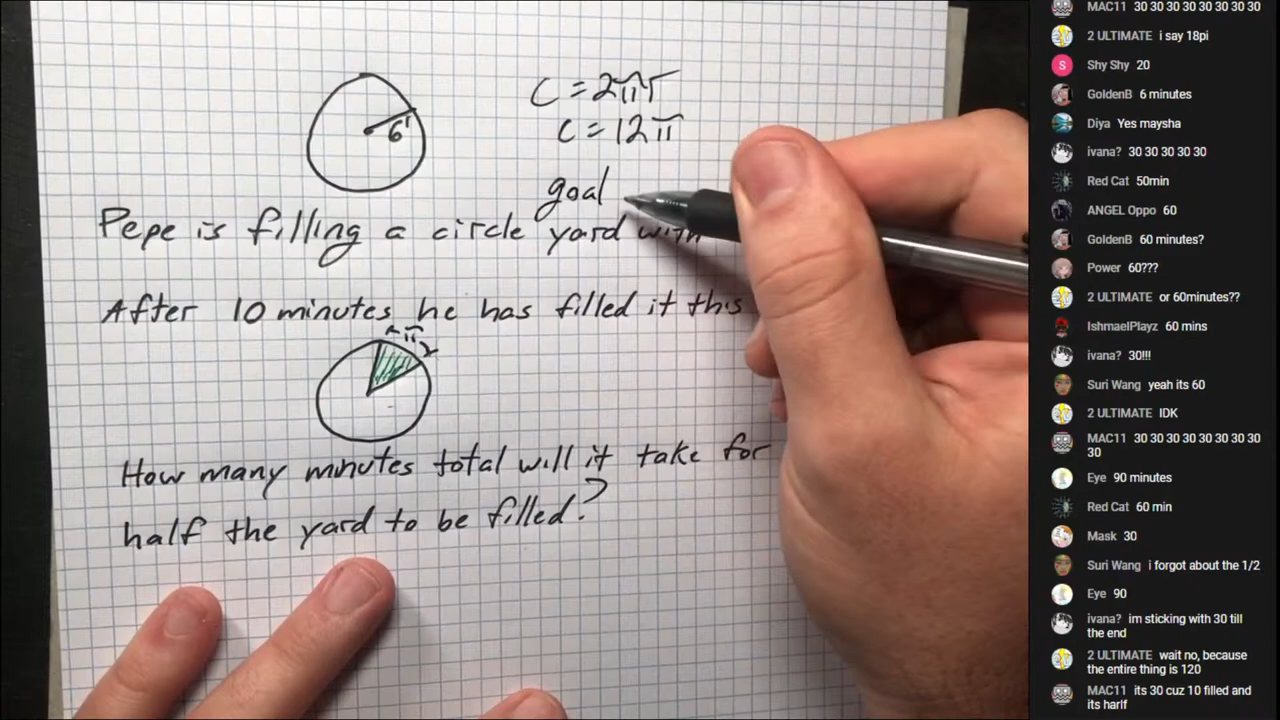 6'
C = 2πr
C = 12π
goal
Pepe is filling a circle yard with
After 10 minutes he has filled it this
π
How many minutes total will it take for
half the yard to be filled?
MAC11 30 30 30 30 30 30 30 30 30
2 ULTIMATE i say 18pi
S
Shy Shy 20
GoldenB 6 minutes
Diya Yes maysha
ivana? 30 30 30 30 30
Red Cat 50min
ANGEL Oppo 60
GoldenB 60 minutes?
Power 60???
2 ULTIMATE or 60minutes??
IshmaelPlayz 60 mins
ivana? 30!!!
Suri Wang yeah its 60
2 ULTIMATE IDK
MAC11 30 30 30 30 30 30 30 30
30
Eye 90 minutes
Red Cat 60 min
Mask 30
Suri Wang i forgot about the 1/2
Eye 90
ivana? im sticking with 30 till
the end
2 ULTIMATE wait no, because
the entire thing is 120
MAC11 its 30 cuz 10 filled and
its harlf